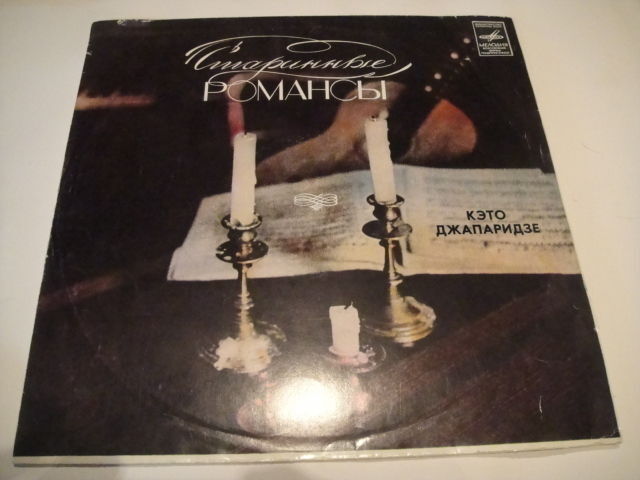 Старинные
РОМАНСЫ
МЕЛОДИЯ
КЭТО
ДЖАПАРИДЗЕ